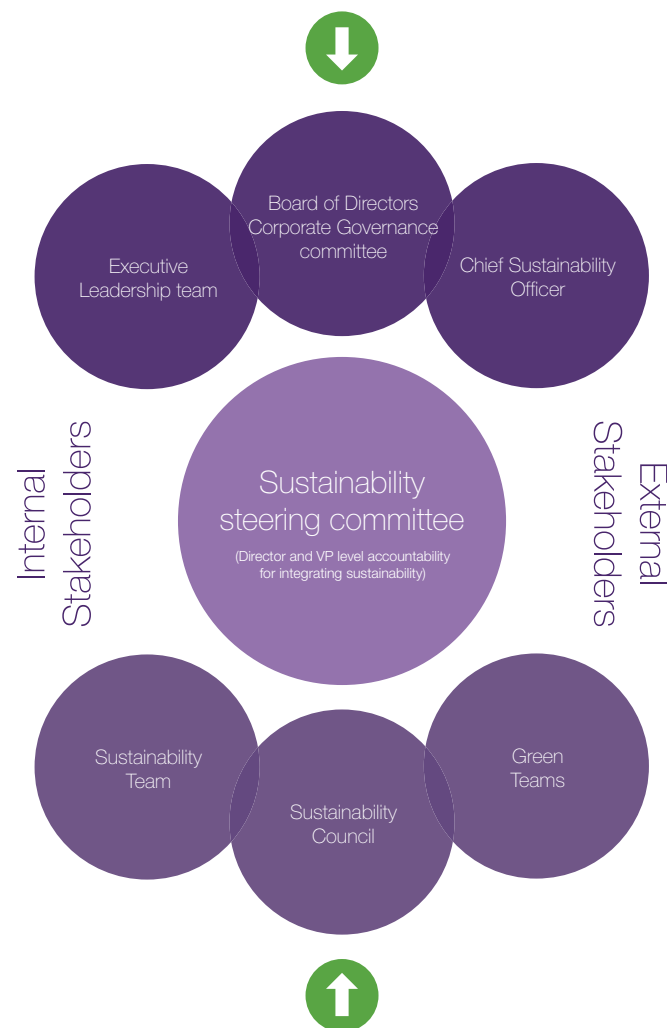 Board of Directors
Corporate Governance
committee
Executive
Leadership team
Chief Sustainability
Officer
Internal
Stakeholders
External
Stakeholders
Sustainability
steering committee
(Director and VP level accountability
for integrating sustainability)
Sustainability
Team
Sustainability
Council
Green
Teams